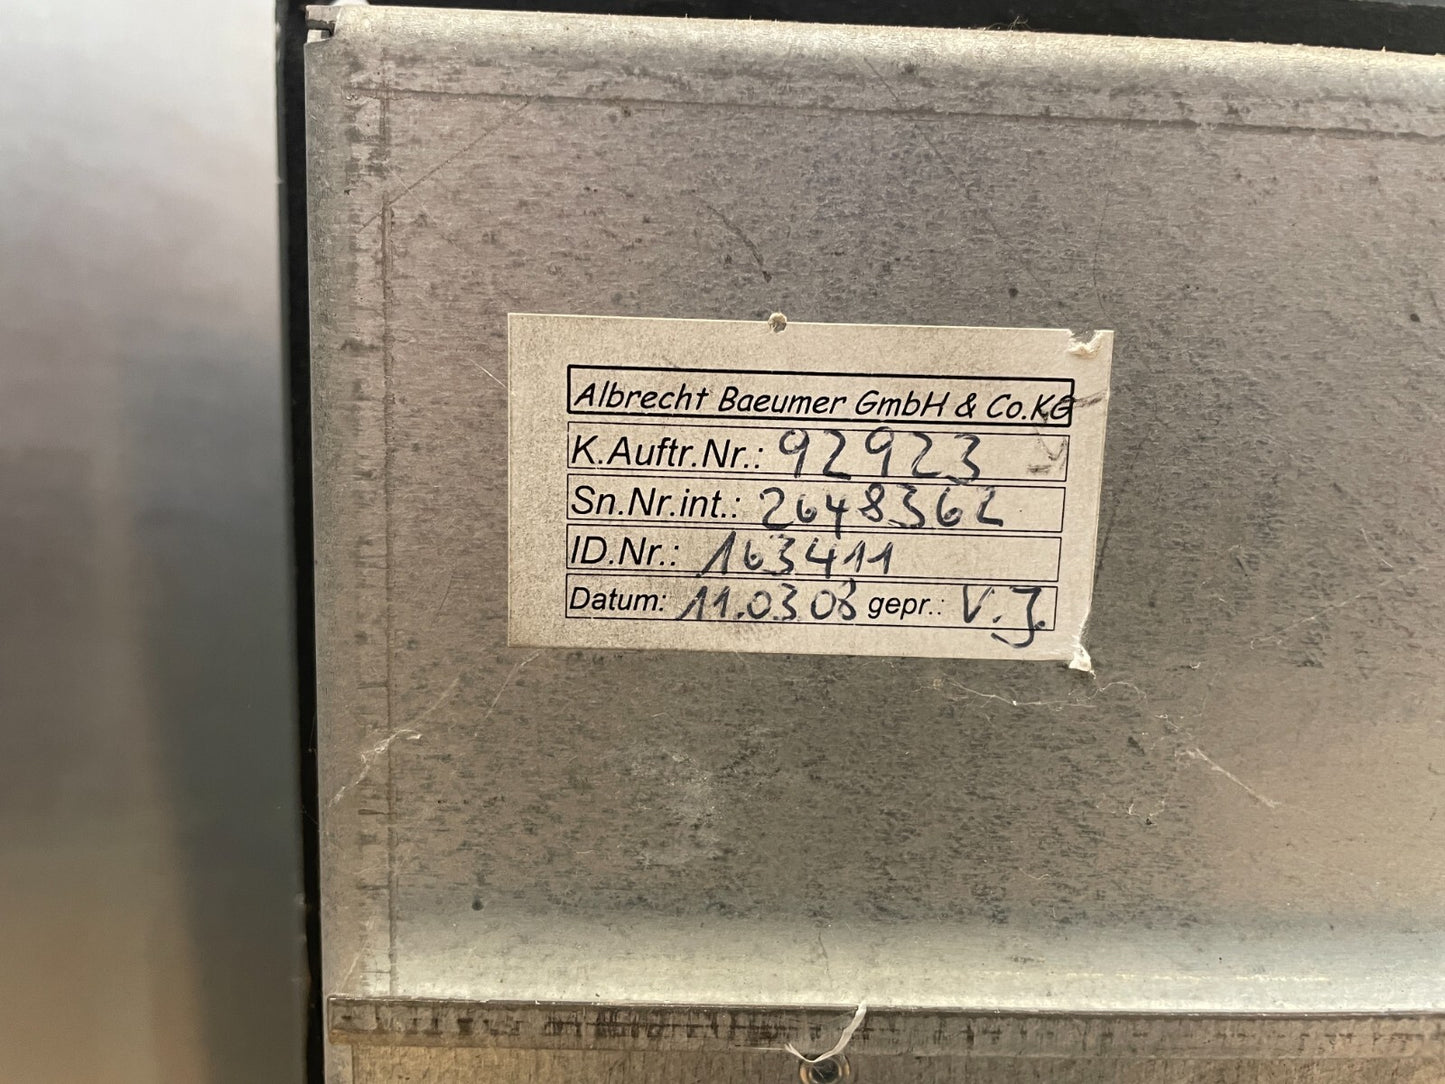 Albrecht Baeumer GmbH & Co.KG
K.Auftr.Nr.: 92923
Sn.Nr.int.: 2648362
ID.Nr.: 163411
Datum: 11.03 08 gepr.: V.J.